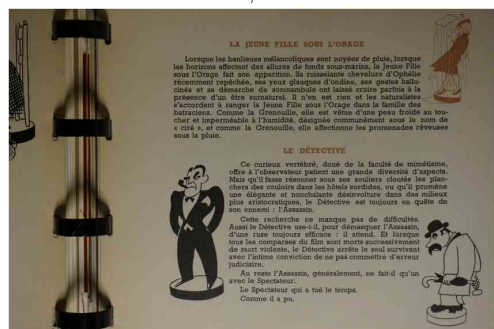 LA JEUNE FILLE SOUS L'ORAGE
Lorsque les banlieues mélancoliques sont noyées de pluie, lorsque
les horizons affectent des allures de fonds sous-marins, la Jeune Fille
sous l'Orage fait son apparition. Sa ruisselante chevelure d'Ophélie
récemment repêchée, ses yeux glauques d'ondine, ses gestes halluci-
cinés et sa démarche de somnambule ont laissé croire parfois à la
présence d'un être surnaturel. Il n'en est rien et les naturalistes
s'accordent à ranger la Jeune Fille sous l'Orage dans la famille des
batraciens. Comme la Grenouille, elle est vêtue d'une peau froide au tou-
cher et imperméable à l'humidité, désignée communément sous le nom de
« ciré », et comme la Grenouille, elle affectionne les promenades rêveuses
sous la pluie.
LE DÉTECTIVE
Ce curieux vertébré, doué de la faculté de mimétisme,
offre à l'observateur patient une grande diversité d'aspects.
Mais qu'il fasse résonner sous ses souliers cloutés les plan-
chers des couloirs dans les hôtels sordides, ou qu'il promène
une élégante et nonchalante désinvolture dans des milieux
plus aristocratiques, le Détective est toujours en quête de
son ennemi : l'Assassin.
Cette recherche ne manque pas de difficultés.
Aussi le Détective use-t-il, pour démasquer l'Assassin,
d'une ruse toujours efficace : il attend. Et lorsque
tous les comparses du film sont morts successivement
de mort violente, le Détective arrête le seul survivant
avec l'intime conviction de ne pas commettre d'erreur
judiciaire.
Au reste l'Assassin, généralement, ne fait-il qu'un
avec le Spectateur.
Le Spectateur qui a tué le temps.
Comme il a pu.